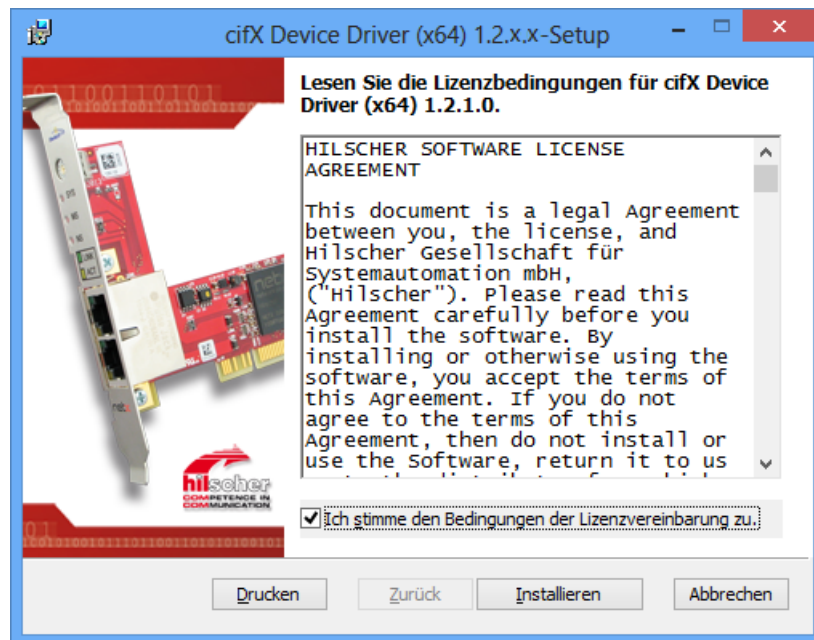 cifX Device Driver (x64) 1.2.x.x-Setup
Lesen Sie die Lizenzbedingungen für cifX Device
Driver (x64) 1.2.1.0.
HILSCHER SOFTWARE LICENSE
AGREEMENT
This document is a legal Agreement
between you, the license, and
Hilscher Gesellschaft für
Systemautomation mbH,
("Hilscher"). Please read this
Agreement carefully before you
install the software. By
installing or otherwise using the
software, you accept the terms of
this Agreement. If you do not
agree to the terms of this
Agreement, then do not install or
use the Software, return it to us
SYS
LINK
ACT
hilscher
COMPETENCE IN
COMMUNICATION
Ich stimme den Bedingungen der Lizenzvereinbarung zu.
Drucken
Zurück
Installieren
Abbrechen